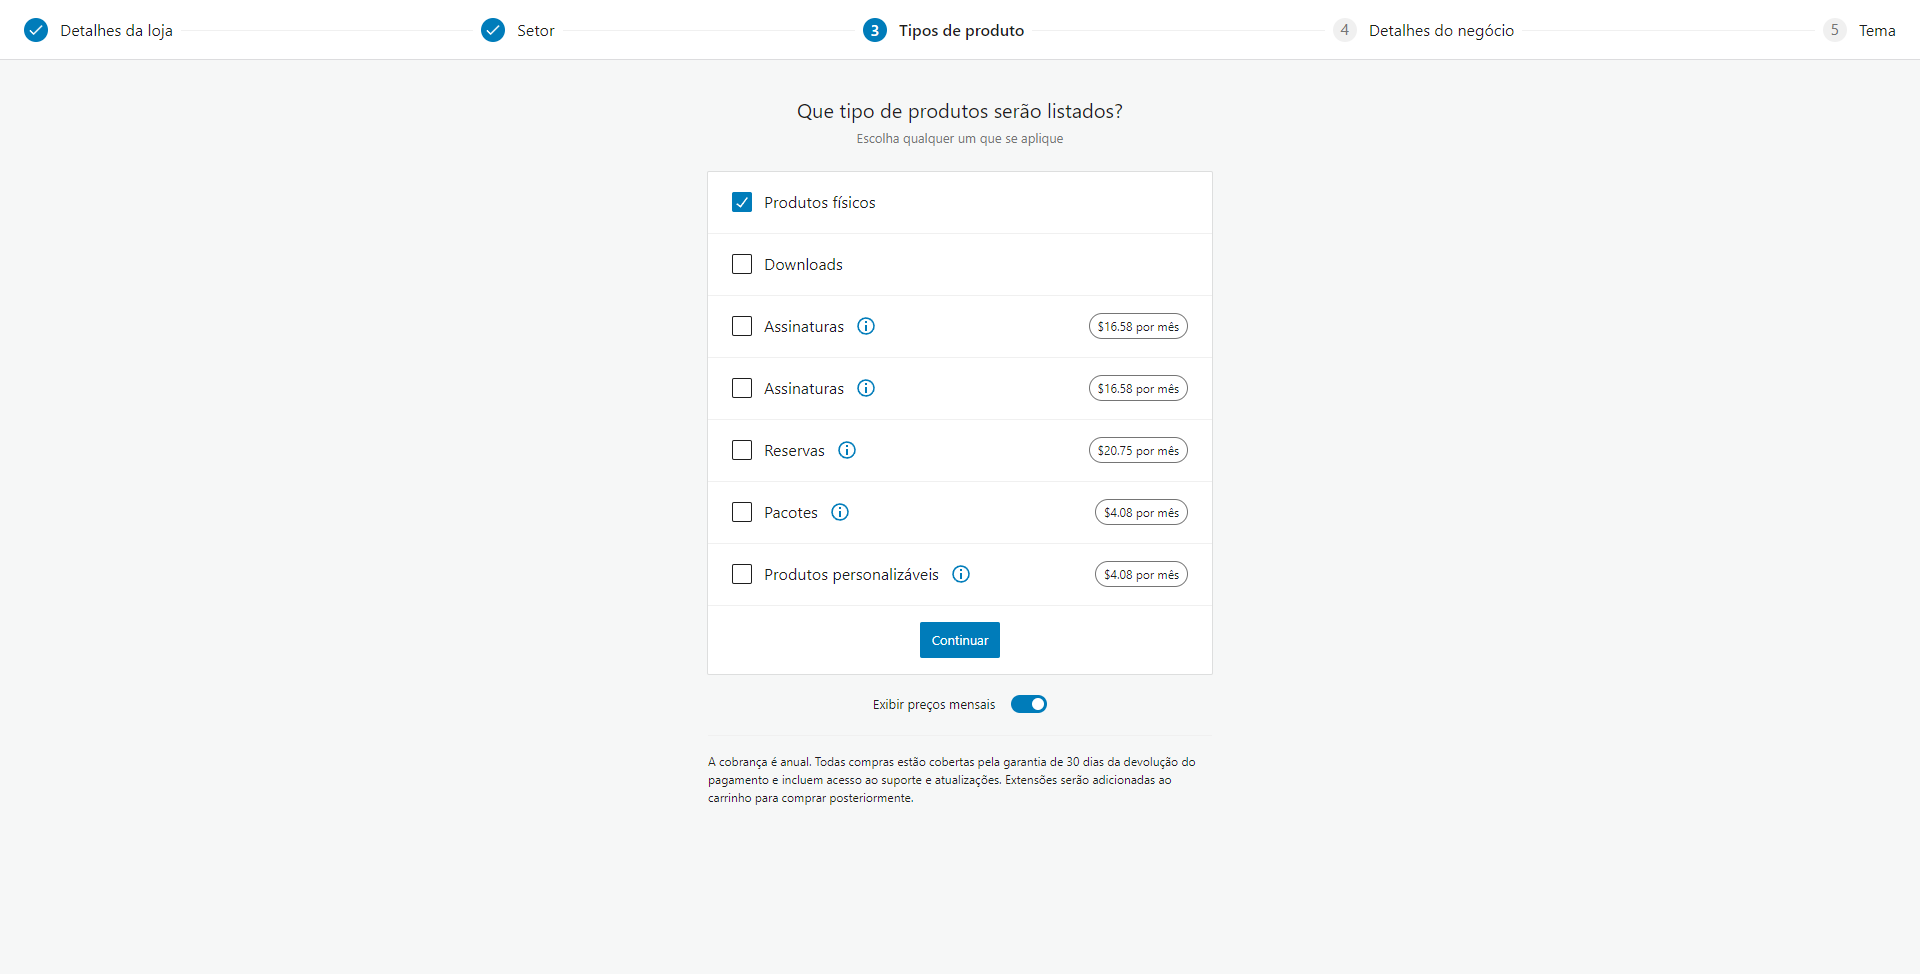 Detalhes da loja
Setor
3 Tipos de produto
4 Detalhes do negócio
5 Tema
Que tipo de produtos serão listados?
Escolha qualquer um que se aplique
Produtos físicos
Downloads
Assinaturas $16.58 por mês
Assinaturas $16.58 por mês
Reservas $20.75 por mês
Pacotes $4.08 por mês
Produtos personalizáveis $4.08 por mês
Continuar
Exibir preços mensais
A cobrança é anual. Todas compras estão cobertas pela garantia de 30 dias da devolução do
pagamento e incluem acesso ao suporte e atualizações. Extensões serão adicionadas ao
carrinho para comprar posteriormente.